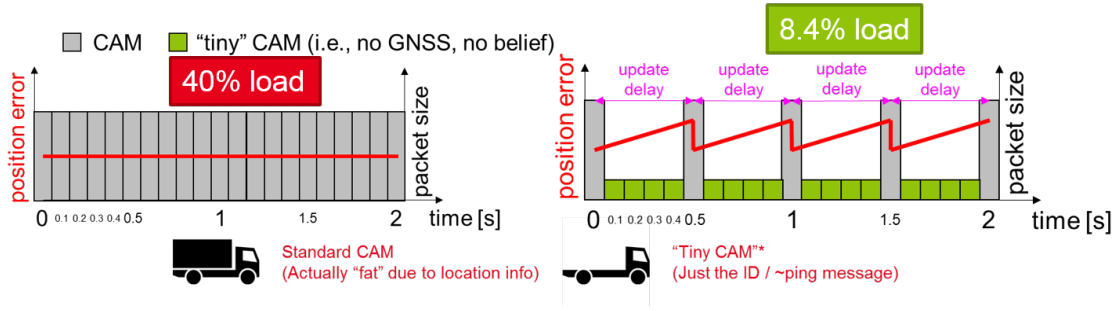 CAM
“tiny” CAM (i.e., no GNSS, no belief)
40% load
position error
packet size
0 0.1 0.2 0.3 0.4 0.5 1 1.5 2 time [s]
Standard CAM
(Actually “fat” due to location info)
8.4% load
update delay
update delay
update delay
update delay
position error
packet size
0 0.1 0.2 0.3 0.4 0.5 1 1.5 2 time [s]
“Tiny CAM”*
(Just the ID / ~ping message)